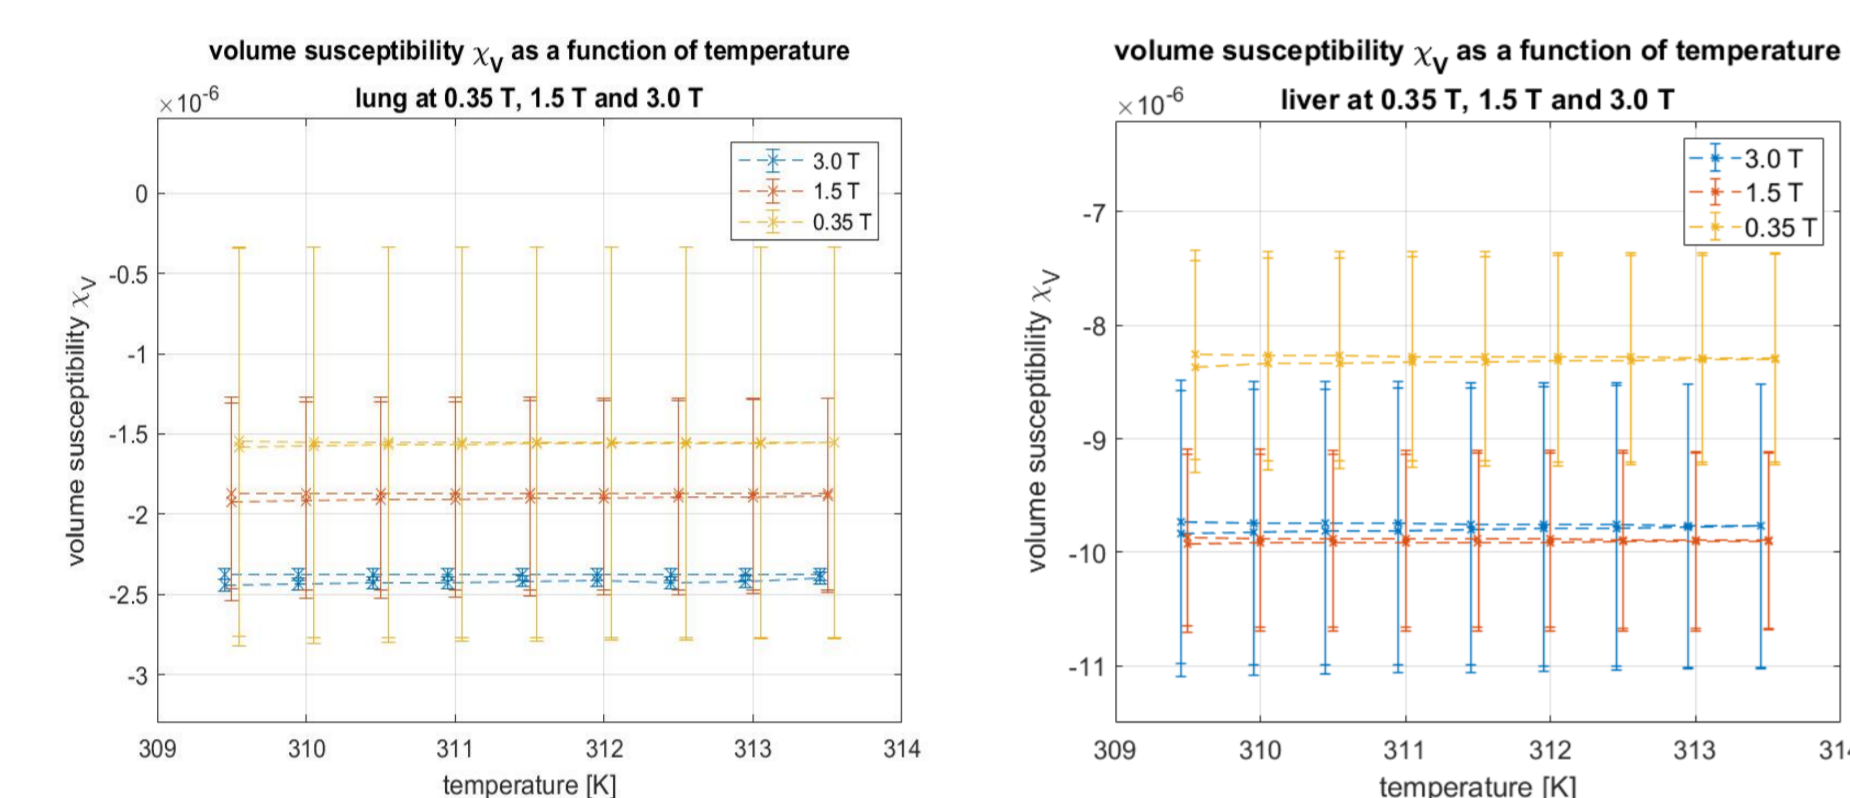 volume susceptibility χV as a function of temperature
lung at 0.35 T, 1.5 T and 3.0 T
×10-6
3.0 T
1.5 T
0.35 T
0
-0.5
-1
-1.5
-2
-2.5
-3
volume susceptibility χV
309 310 311 312 313 314
temperature [K]
volume susceptibility χV as a function of temperature
liver at 0.35 T, 1.5 T and 3.0 T
×10-6
3.0 T
1.5 T
0.35 T
-7
-8
-9
-10
-11
volume susceptibility χV
309 310 311 312 313 314
temperature [K]